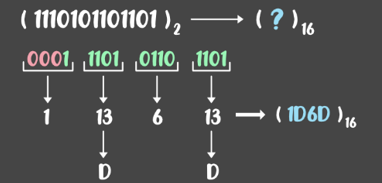 ( 1110101101101 )2 → ( ? )16
0001 1101 0110 1101
1 13 6 13 → ( 1D6D )16
D D